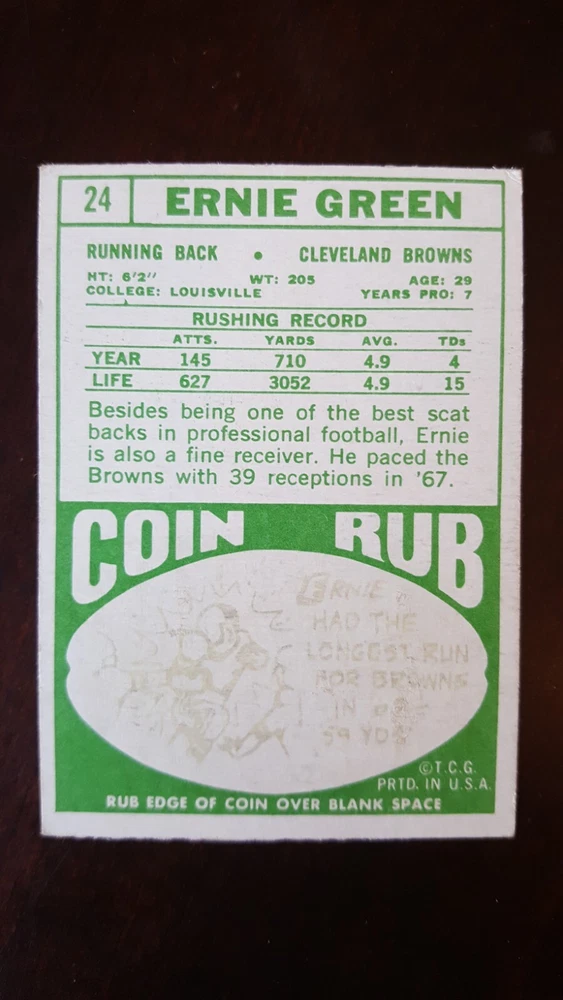 24 ERNIE GREEN
RUNNING BACK • CLEVELAND BROWNS
HT: 6'2" WT: 205 AGE: 29
COLLEGE: LOUISVILLE YEARS PRO: 7
RUSHING RECORD
ATTS. YARDS AVG. TDs
YEAR 145 710 4.9 4
LIFE 627 3052 4.9 15
Besides being one of the best scat
backs in professional football, Ernie
is also a fine receiver. He paced the
Browns with 39 receptions in '67.
COIN RUB
ERNIE
HAD THE
LONGEST RUN
FOR BROWNS
IN
59 YDS
©T.C.G.
PRTD. IN U.S.A.
RUB EDGE OF COIN OVER BLANK SPACE